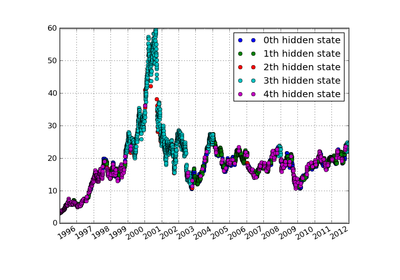 60
50
40
30
20
10
0
0th hidden state
1th hidden state
2th hidden state
3th hidden state
4th hidden state
1996 1997 1998 1999 2000 2001 2002 2003 2004 2005 2006 2007 2008 2009 2010 2011 2012